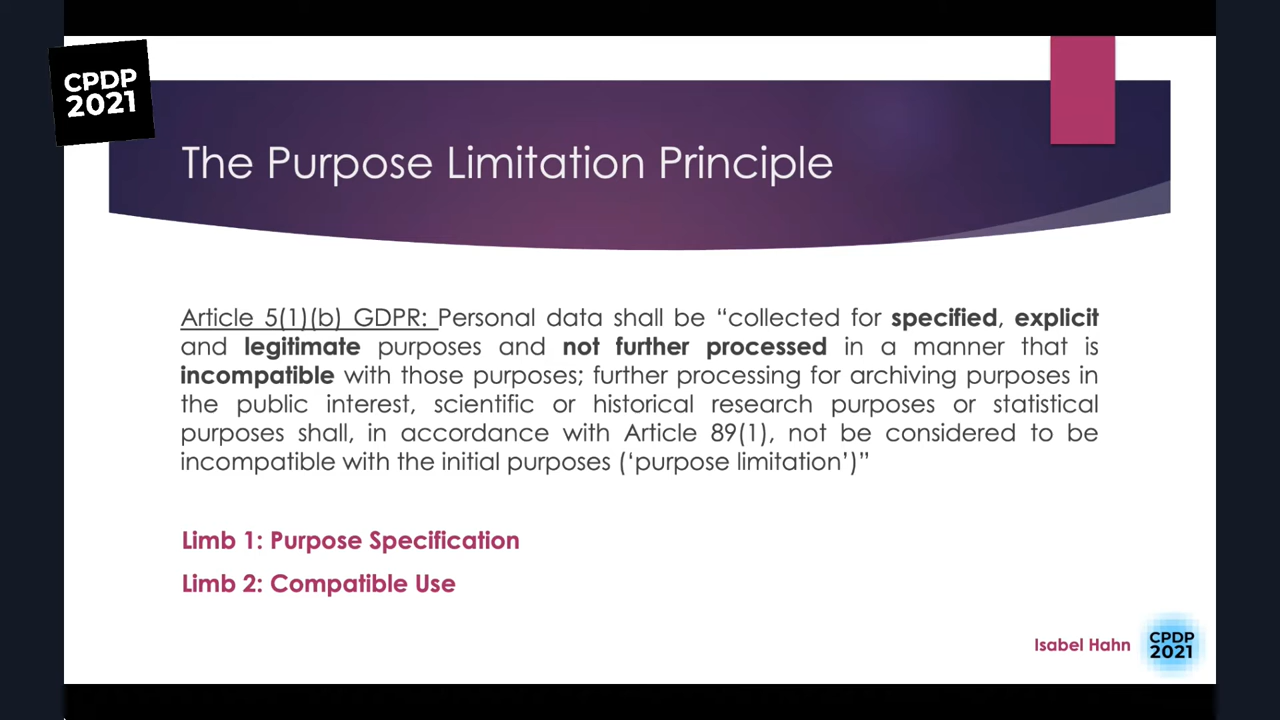 CPDP
2021
The Purpose Limitation Principle
Article 5(1)(b) GDPR: Personal data shall be “collected for specified, explicit
and legitimate purposes and not further processed in a manner that is
incompatible with those purposes; further processing for archiving purposes in
the public interest, scientific or historical research purposes or statistical
purposes shall, in accordance with Article 89(1), not be considered to be
incompatible with the initial purposes (‘purpose limitation’)”
Limb 1: Purpose Specification
Limb 2: Compatible Use
Isabel Hahn
CPDP
2021